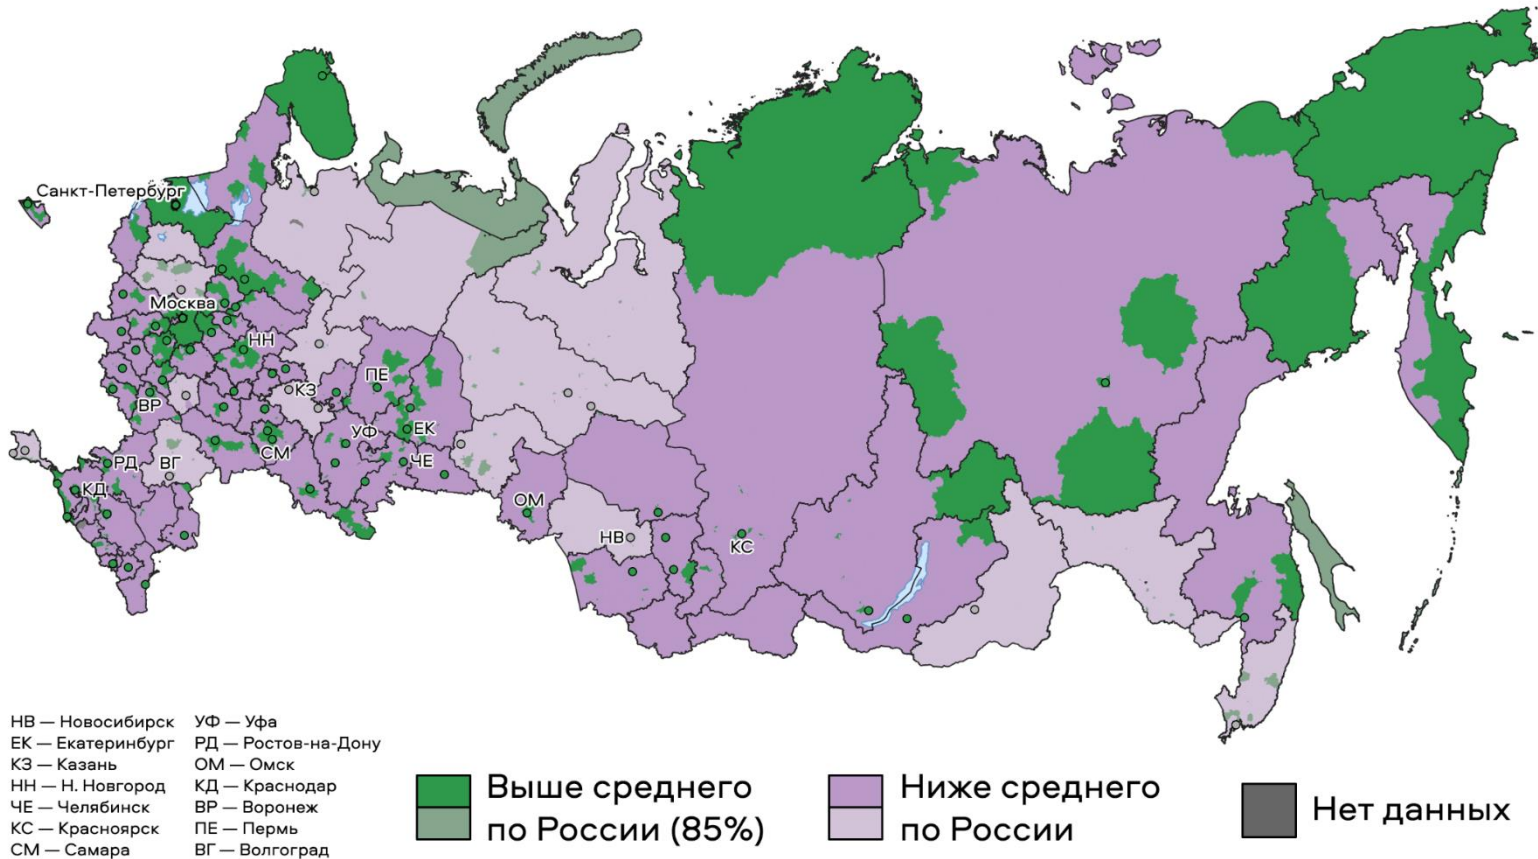 Санкт-Петербург
Москва
НН
КЗ
ПЕ
ВР
ЕК
УФ
СМ
ЧЕ
РД
ВГ
КД
ОМ
НВ
КС
НВ — Новосибирск
ЕК — Екатеринбург
КЗ — Казань
НН — Н. Новгород
ЧЕ — Челябинск
КС — Красноярск
СМ — Самара
УФ — Уфа
РД — Ростов-на-Дону
ОМ — Омск
КД — Краснодар
ВР — Воронеж
ПЕ — Пермь
ВГ — Волгоград
Выше среднего
по России (85%)
Ниже среднего
по России
Нет данных